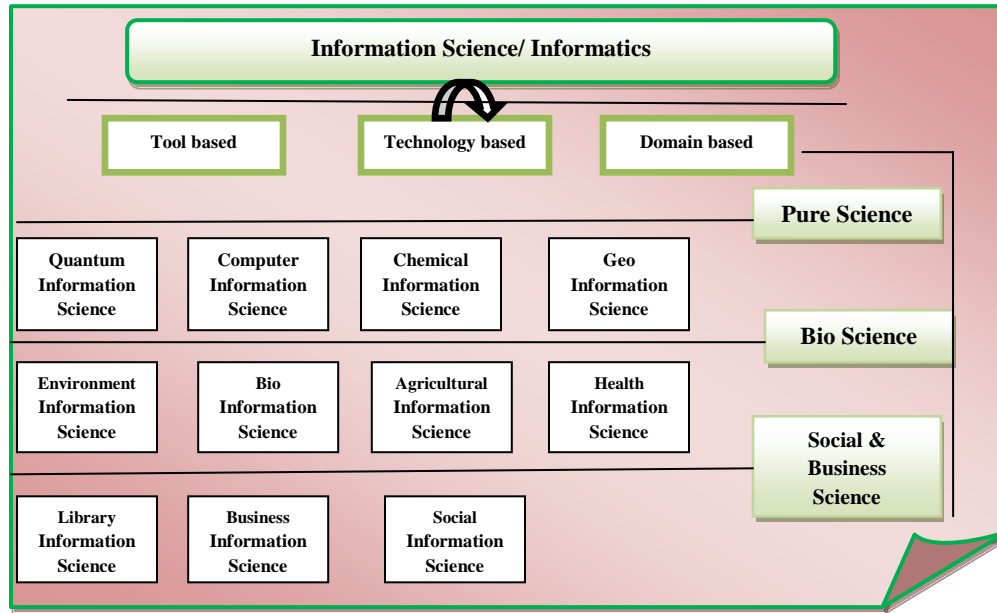 Information Science/ Informatics
Tool based
Technology based
Domain based
Pure Science
Quantum
Information
Science
Computer
Information
Science
Chemical
Information
Science
Geo
Information
Science
Bio Science
Environment
Information
Science
Bio
Information
Science
Agricultural
Information
Science
Health
Information
Science
Social &
Business
Science
Library
Information
Science
Business
Information
Science
Social
Information
Science